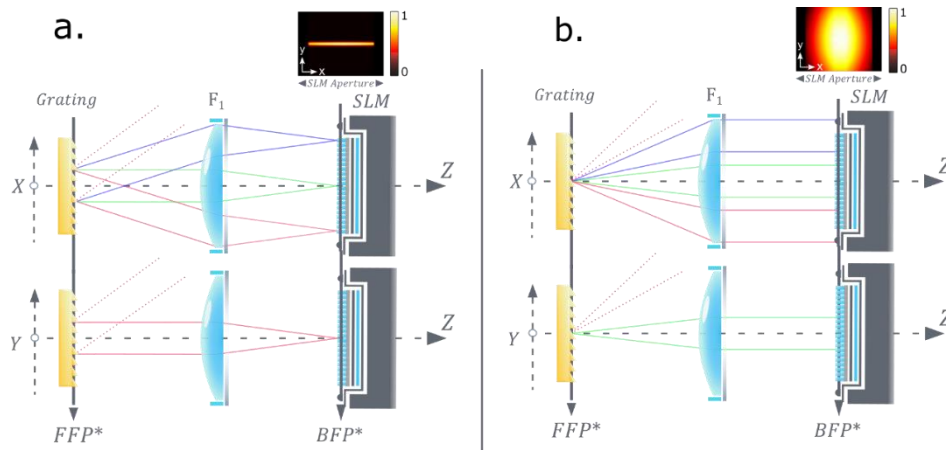 a.
y
x
1
0
SLM Aperture
Grating
F1
SLM
X
Z
Y
Z
FFP*
BFP*
b.
y
x
1
0
SLM Aperture
Grating
F1
SLM
X
Z
Y
Z
FFP*
BFP*